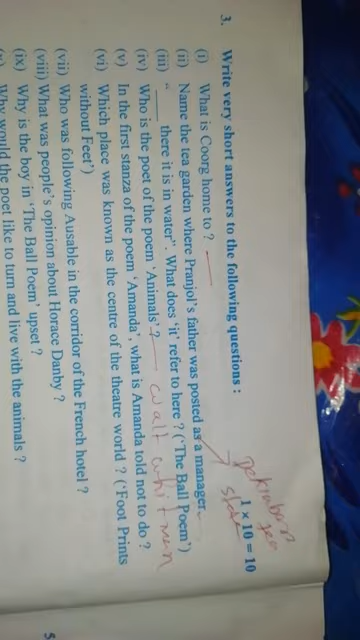 3. Write very short answers to the following questions : 1 × 10 = 10
(i) What is Coorg home to ?
(ii) Name the tea garden where Pranjol's father was posted as a manager.
(iii) "____ there it is in water". What does 'it' refer to here ? ('The Ball Poem')
(iv) Who is the poet of the poem 'Animals' ? walt whitman
(v) In the first stanza of the poem 'Amanda', what is Amanda told not to do ?
(vi) Which place was known as the centre of the theatre world ? ('Foot Prints
without Feet')
(vii) Who was following Ausable in the corridor of the French hotel ?
(viii) What was people's opinion about Horace Danby ?
(ix) Why is the boy in 'The Ball Poem' upset ?
Why would the poet like to turn and live with the animals ?
5